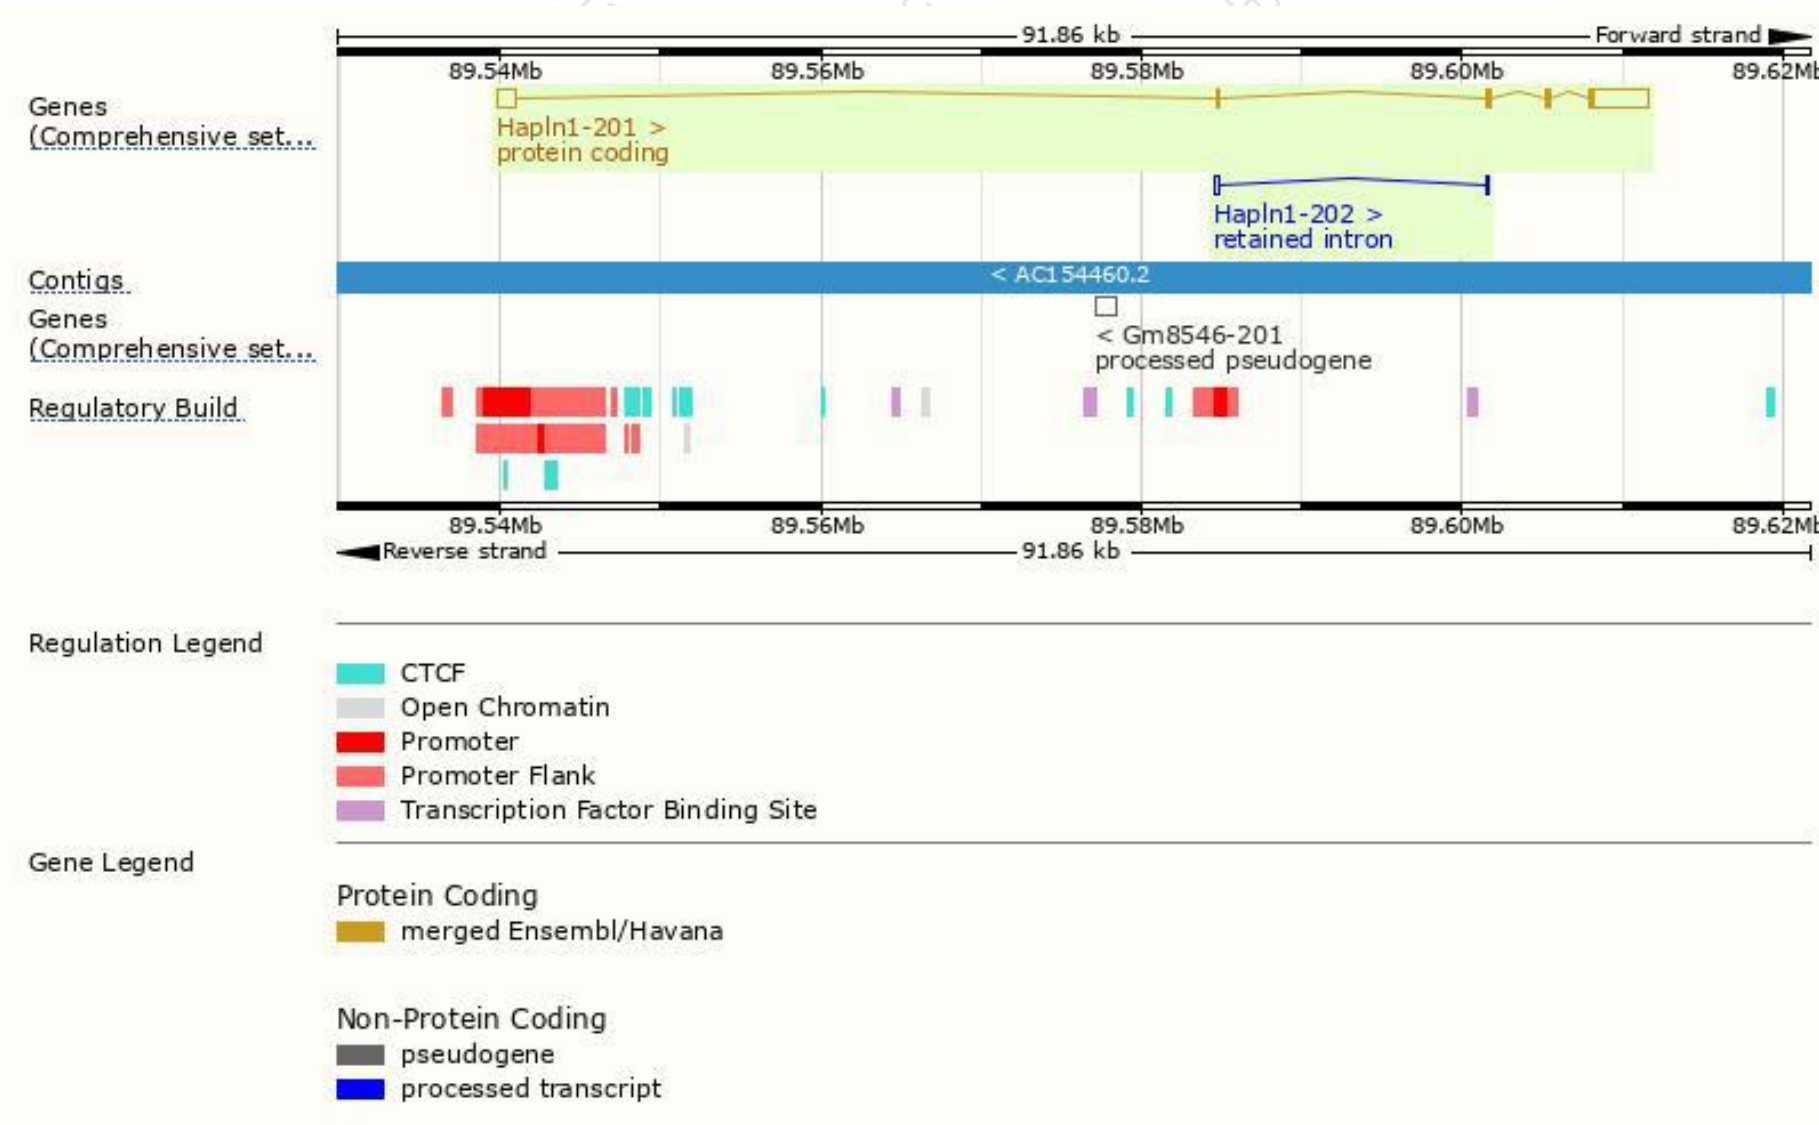 91.86 kb Forward strand
89.54Mb 89.56Mb 89.58Mb 89.60Mb 89.62Mb
Genes
(Comprehensive set...
Hapln1-201 >
protein coding
Hapln1-202 >
retained intron
Contigs
< AC154460.2
Genes
(Comprehensive set...
< Gm8546-201
processed pseudogene
Regulatory Build
89.54Mb 89.56Mb 89.58Mb 89.60Mb 89.62Mb
Reverse strand 91.86 kb
Regulation Legend
CTCF
Open Chromatin
Promoter
Promoter Flank
Transcription Factor Binding Site
Gene Legend
Protein Coding
merged Ensembl/Havana
Non-Protein Coding
pseudogene
processed transcript